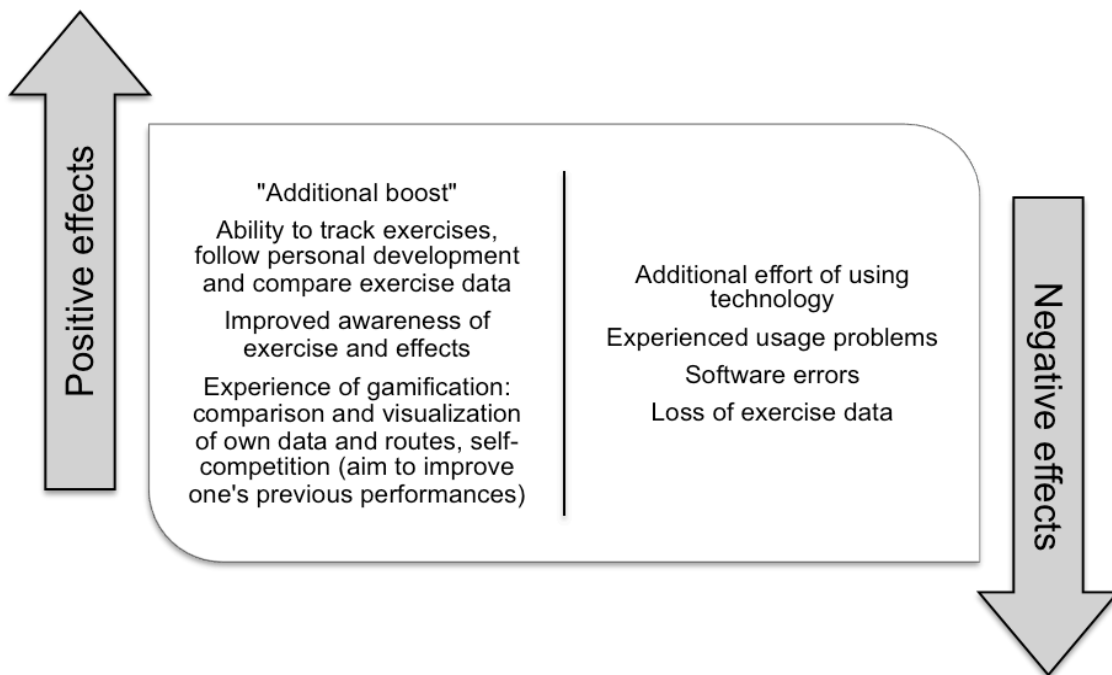 Positive effects
"Additional boost"
Ability to track exercises,
follow personal development
and compare exercise data
Improved awareness of
exercise and effects
Experience of gamification:
comparison and visualization
of own data and routes, self-
competition (aim to improve
one's previous performances)
Additional effort of using
technology
Experienced usage problems
Software errors
Loss of exercise data
Negative effects